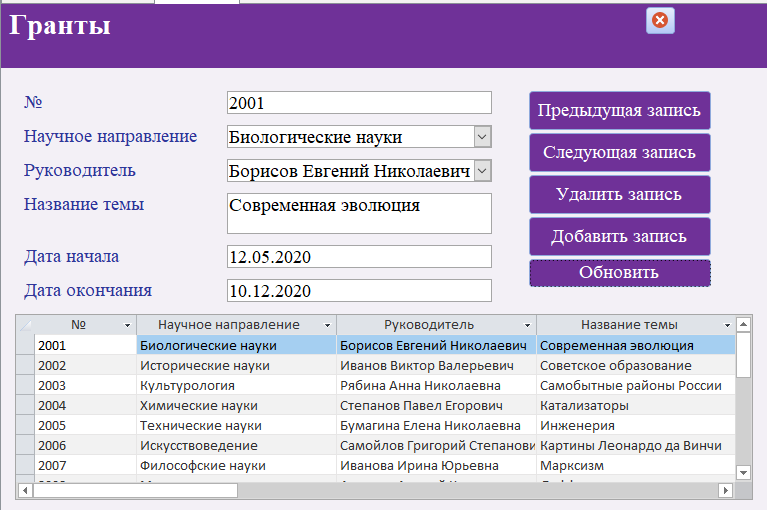 Гранты
№ 2001 Предыдущая запись
Научное направление Биологические науки Следующая запись
Руководитель Борисов Евгений Николаевич Удалить запись
Название темы Современная эволюция Добавить запись
Дата начала 12.05.2020 Обновить
Дата окончания 10.12.2020
№ Научное направление Руководитель Название темы
2001 Биологические науки Борисов Евгений Николаевич Современная эволюция
2002 Исторические науки Иванов Виктор Валерьевич Советское образование
2003 Культурология Рябина Анна Николаевна Самобытные районы России
2004 Химические науки Степанов Павел Егорович Катализаторы
2005 Технические науки Бумагина Елена Николаевна Инженерия
2006 Искусствоведение Самойлов Григорий Степанови Картины Леонардо да Винчи
2007 Философские науки Иванова Ирина Юрьевна Марксизм